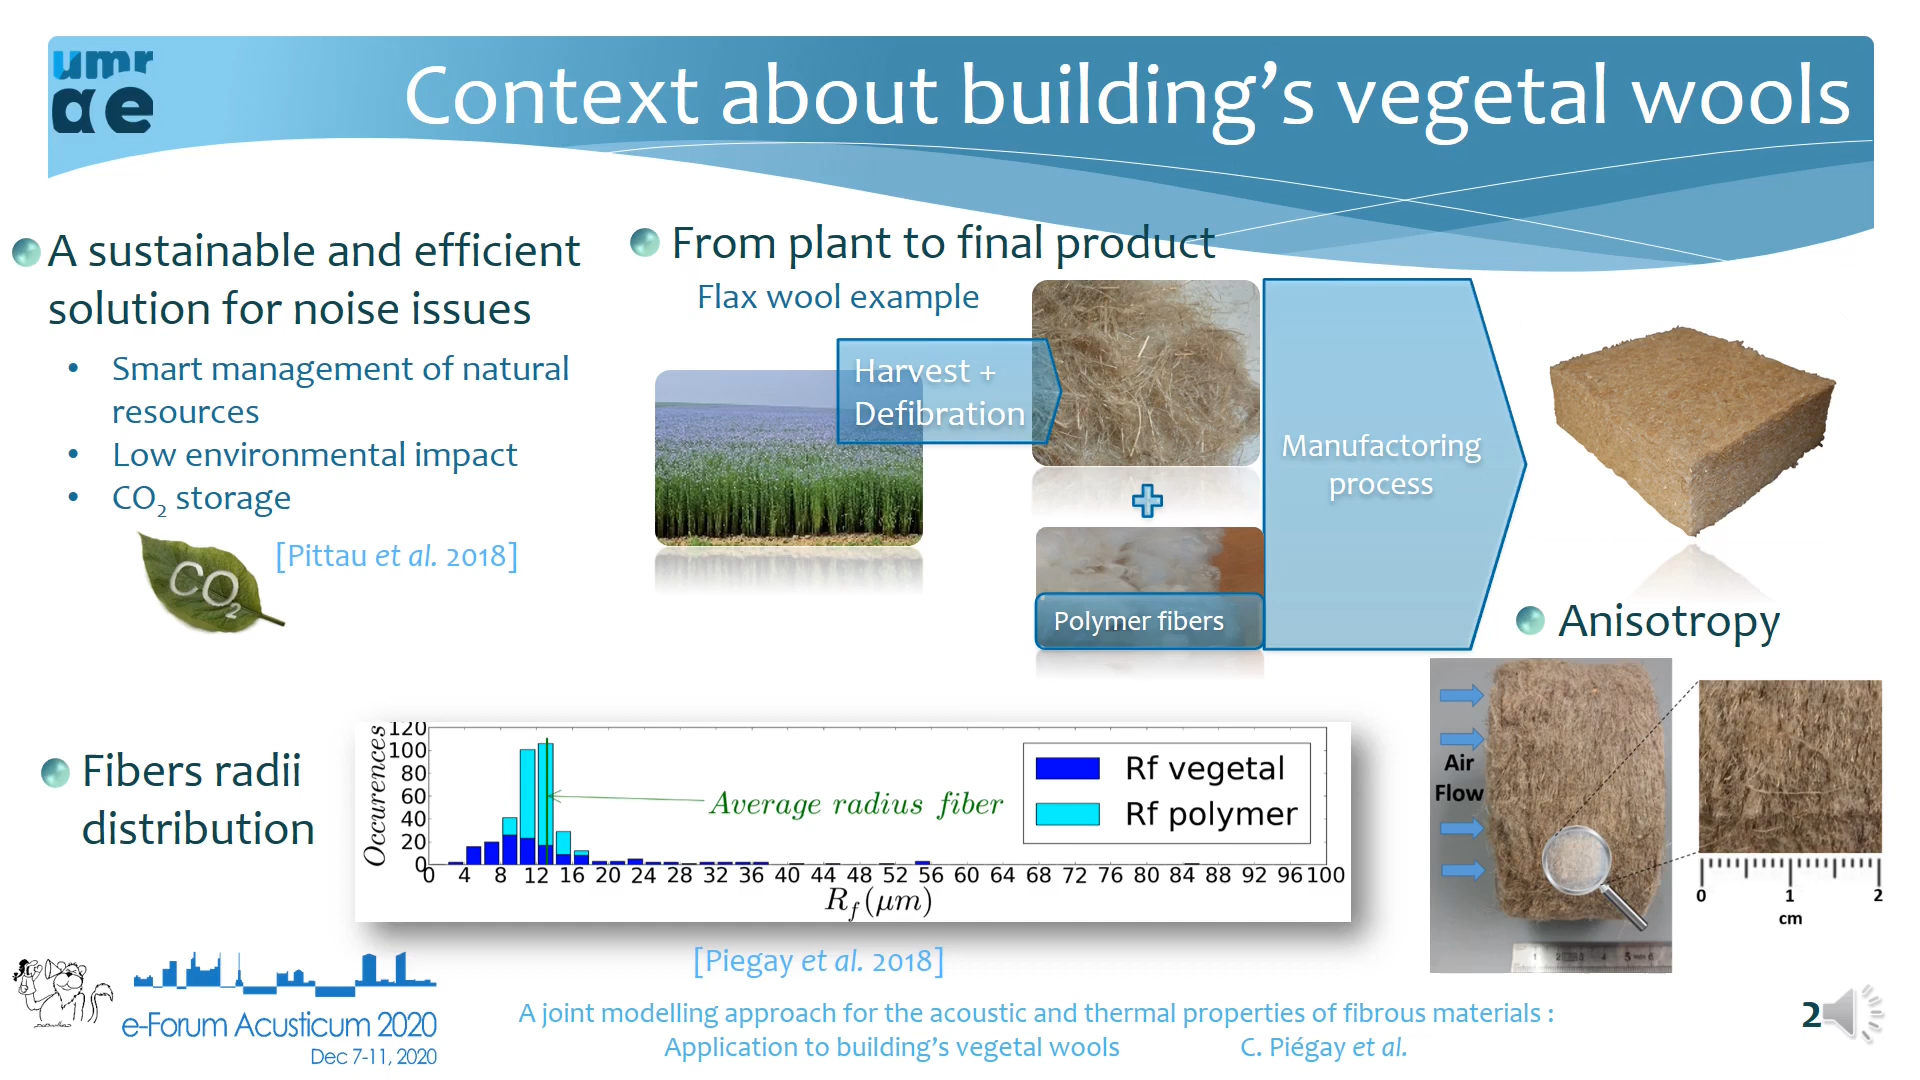 umr
ae
Context about building’s vegetal wools
A sustainable and efficient
solution for noise issues
• Smart management of natural
resources
• Low environmental impact
• CO₂ storage
CO₂
[Pittau et al. 2018]
From plant to final product
Flax wool example
Harvest +
Defibration
Polymer fibers
Manufactoring
process
Anisotropy
Air
Flow
0 1 2
cm
Fibers radii
distribution
Occurences
120
100
80
60
40
20
0
Average radius fiber
Rf vegetal
Rf polymer
0 4 8 12 16 20 24 28 32 36 40 44 48 52 56 60 64 68 72 76 80 84 88 92 96 100
R_f (μm)
[Piegay et al. 2018]
e-Forum Acusticum 2020
Dec 7-11, 2020
A joint modelling approach for the acoustic and thermal properties of fibrous materials :
Application to building’s vegetal wools C. Piégay et al.
2